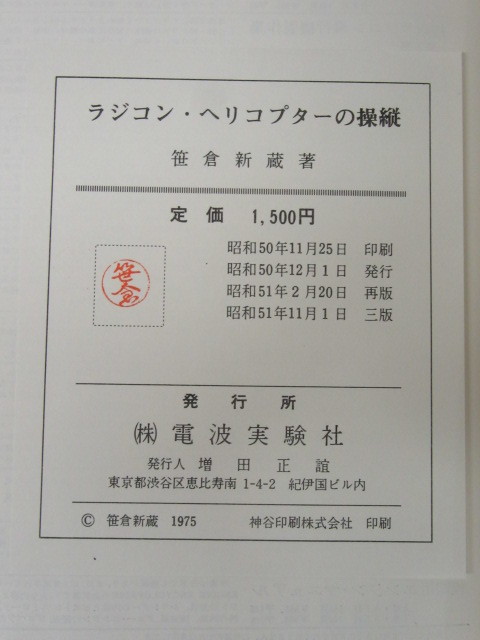 ラジコン・ヘリコプターの操縦
笹倉新蔵著
定価 1,500円
昭和50年11月25日 印刷
昭和50年12月1日 発行
昭和51年2月20日 再版
昭和51年11月1日 三版
笹倉
発行所
㈱電波実験社
発行人 増田正誼
東京都渋谷区恵比寿南 1-4-2 紀伊国ビル内
© 笹倉新蔵 1975 神谷印刷株式会社 印刷